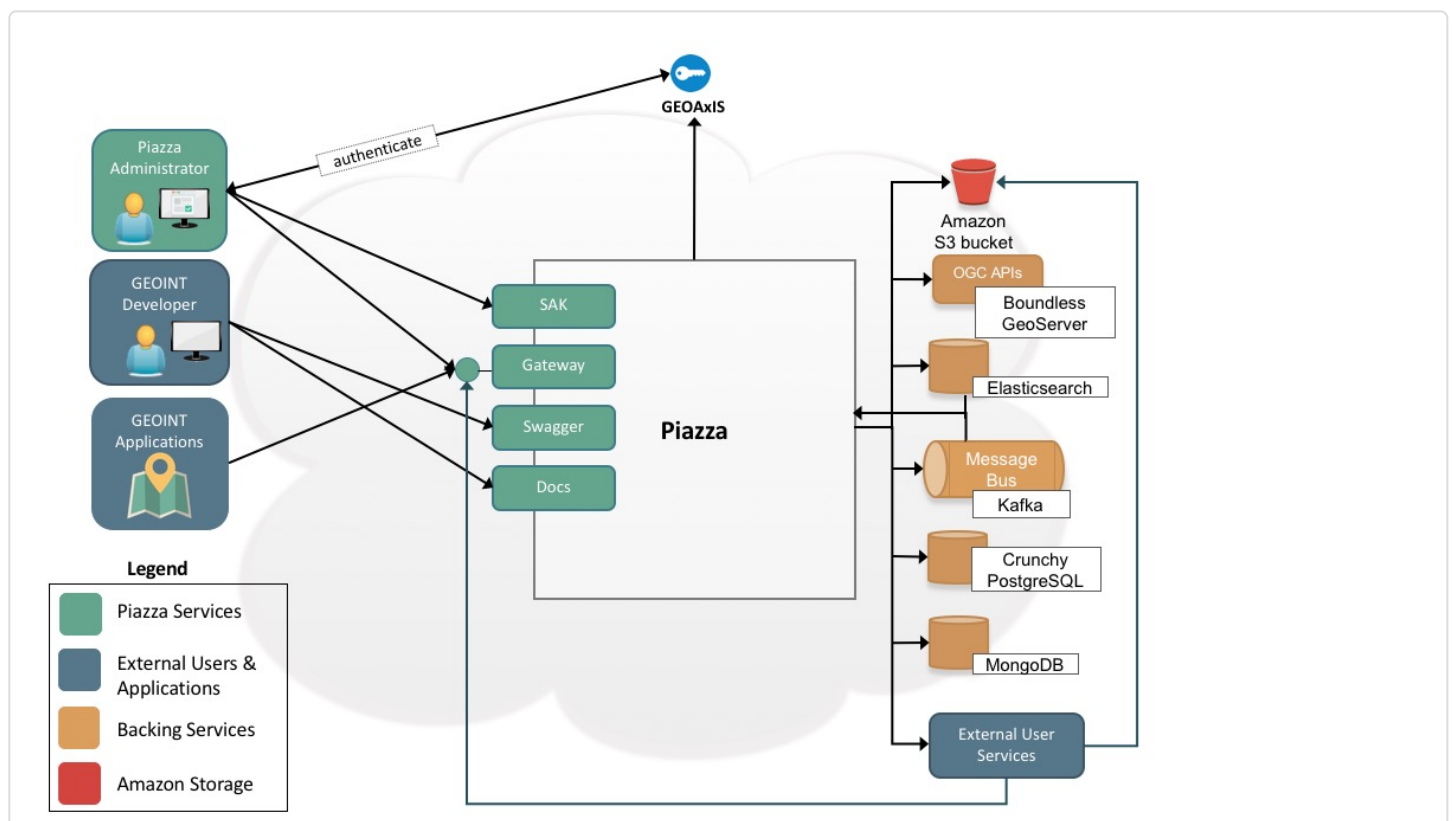 GEOAxIS
authenticate
Piazza
Administrator
GEOINT
Developer
GEOINT
Applications
SAK
Gateway
Swagger
Docs
Piazza
Amazon
S3 bucket
OGC APIs
Boundless
GeoServer
Elasticsearch
Message
Bus
Kafka
Crunchy
PostgreSQL
MongoDB
External User
Services
Legend
Piazza Services
External Users &
Applications
Backing Services
Amazon Storage